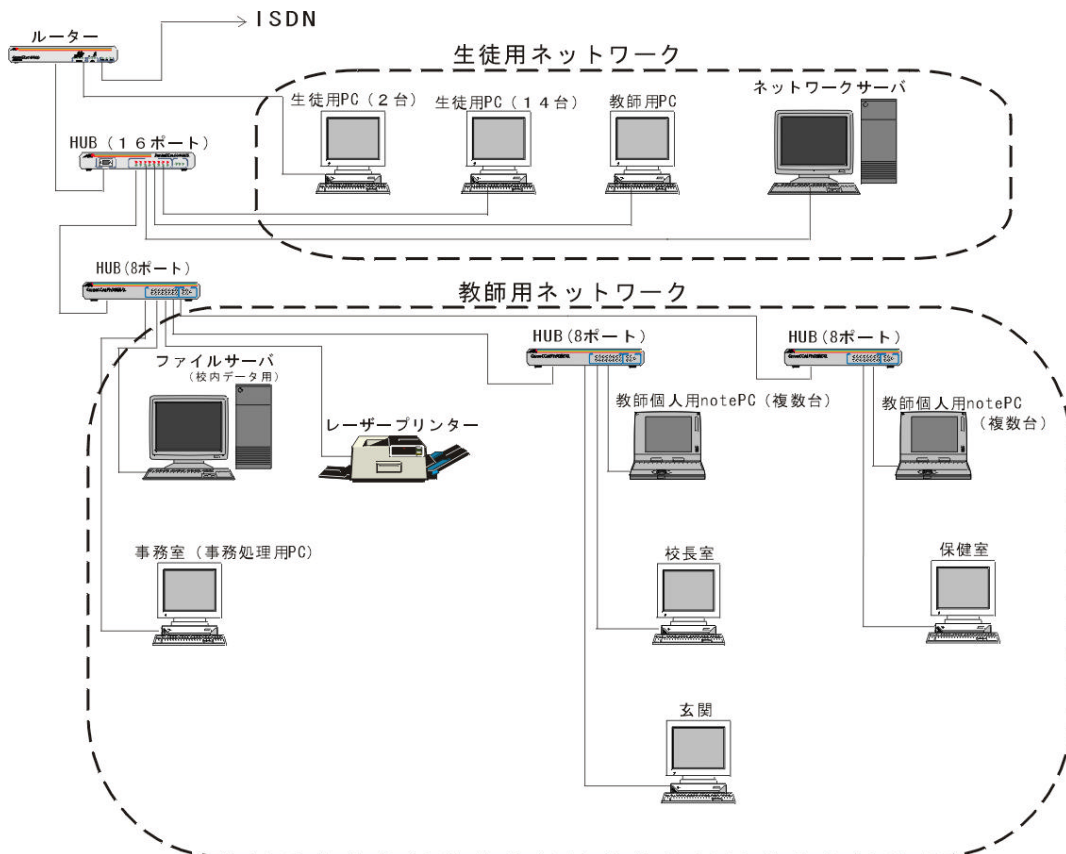 ISDN
ルーター
生徒用ネットワーク
生徒用PC（２台）
生徒用PC（１４台）
教師用PC
ネットワークサーバ
HUB（１６ポート）
HUB(8ポート)
教師用ネットワーク
HUB(8ポート)
HUB(8ポート)
ファイルサーバ
（校内データ用）
レーザープリンター
教師個人用notePC（複数台）
教師個人用notePC
（複数台）
事務室（事務処理用PC）
校長室
保健室
玄関